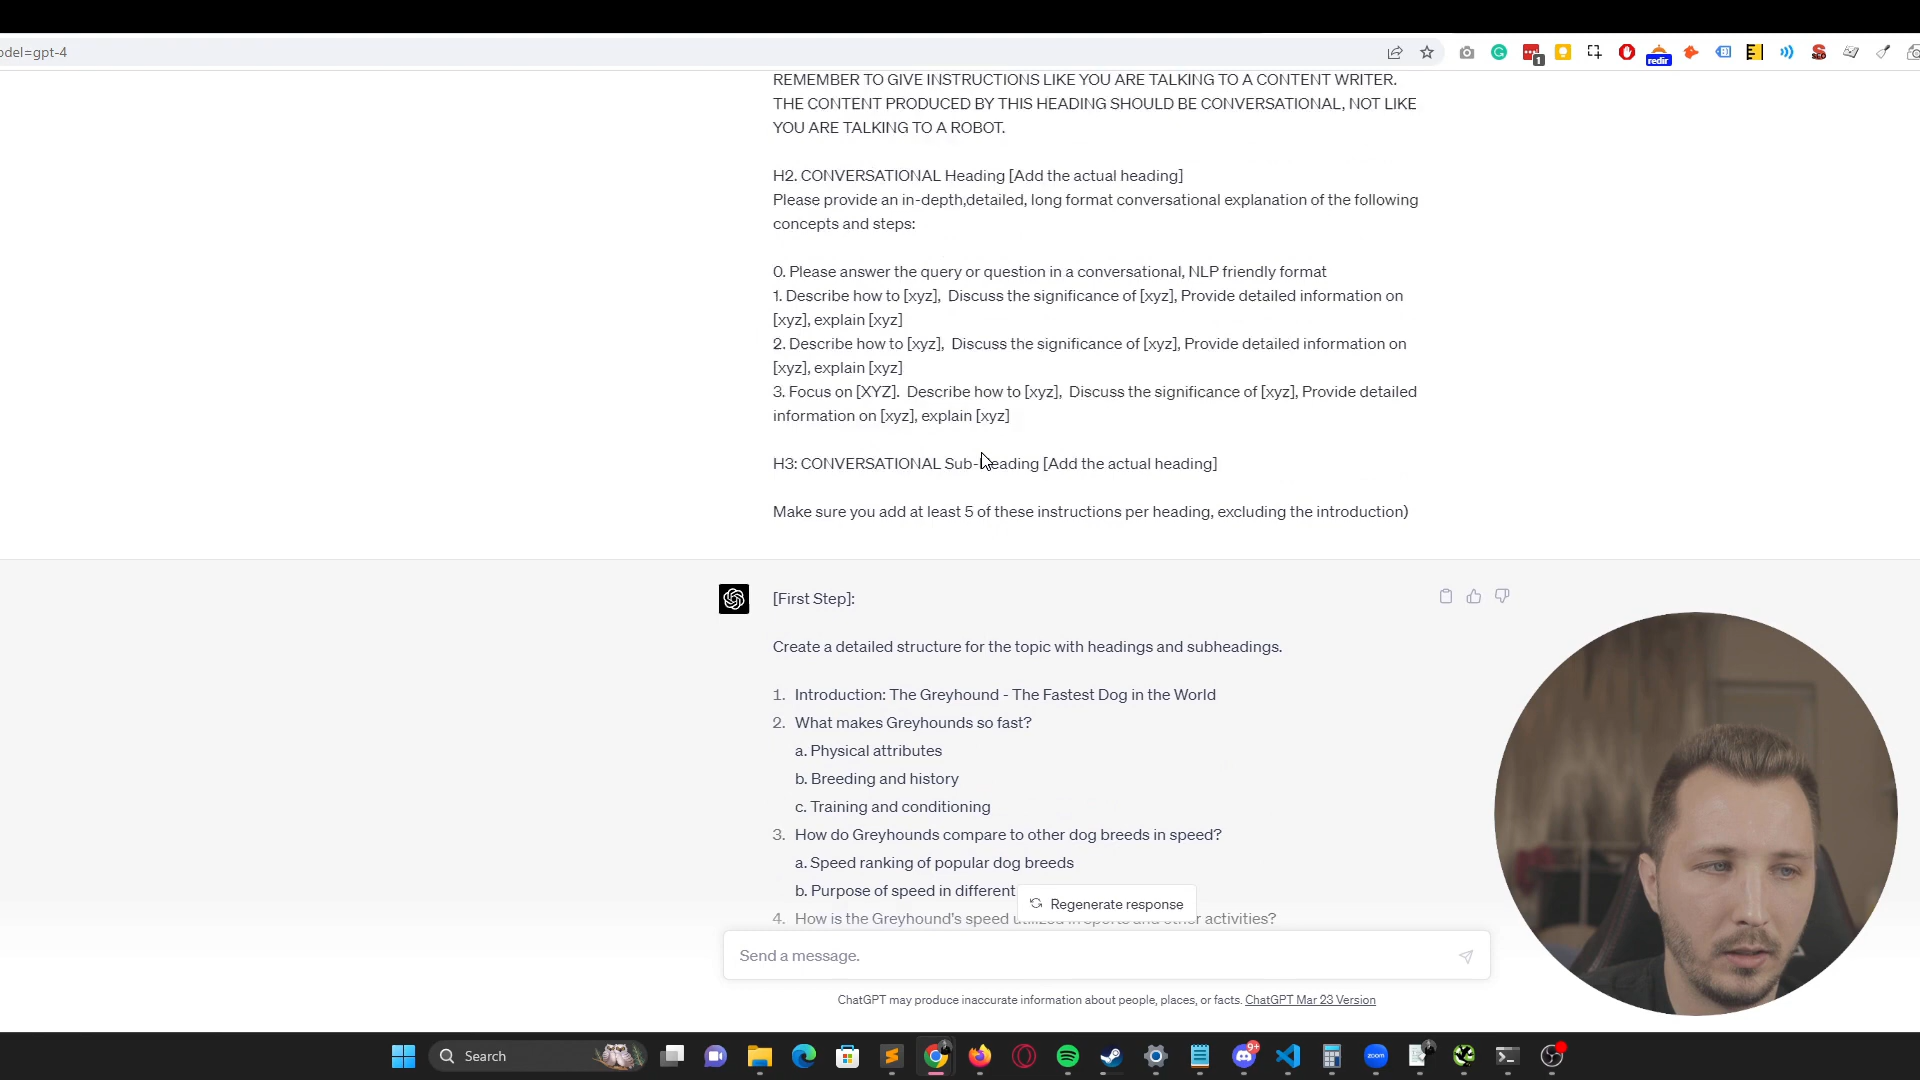 odel=gpt-4
1
redir
SEO
REMEMBER TO GIVE INSTRUCTIONS LIKE YOU ARE TALKING TO A CONTENT WRITER.
THE CONTENT PRODUCED BY THIS HEADING SHOULD BE CONVERSATIONAL, NOT LIKE
YOU ARE TALKING TO A ROBOT.
H2. CONVERSATIONAL Heading [Add the actual heading]
Please provide an in-depth,detailed, long format conversational explanation of the following
concepts and steps:
0. Please answer the query or question in a conversational, NLP friendly format
1. Describe how to [xyz],  Discuss the significance of [xyz], Provide detailed information on
[xyz], explain [xyz]
2. Describe how to [xyz],  Discuss the significance of [xyz], Provide detailed information on
[xyz], explain [xyz]
3. Focus on [XYZ].  Describe how to [xyz],  Discuss the significance of [xyz], Provide detailed
information on [xyz], explain [xyz]
H3: CONVERSATIONAL Sub-Heading [Add the actual heading]
Make sure you add at least 5 of these instructions per heading, excluding the introduction)
[First Step]:
Create a detailed structure for the topic with headings and subheadings.
1. Introduction: The Greyhound - The Fastest Dog in the World
2. What makes Greyhounds so fast?
a. Physical attributes
b. Breeding and history
c. Training and conditioning
3. How do Greyhounds compare to other dog breeds in speed?
a. Speed ranking of popular dog breeds
b. Purpose of speed in different
Regenerate response
4. How is the Greyhound's speed utilized in sports and other activities?
Send a message.
ChatGPT may produce inaccurate information about people, places, or facts. ChatGPT Mar 23 Version
Search
9+
zoom